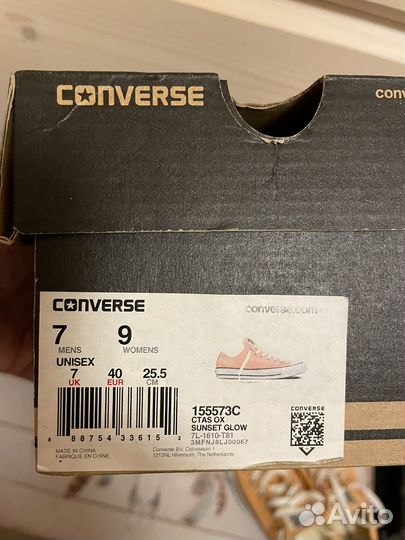 CONVERSE
conv
CONVERSE
converse.com
7 9
MENS WOMENS
UNISEX
7 40 25.5
UK EUR CM
155573C
CTAS OX
SUNSET GLOW
7L-1610-T81
3MFNJ8LJ00067
CONVERSE
8 88754 33615 2
MADE IN CHINA
FABRIQUÉ EN CHINE
Converse BV, Colosseum 1
1213NL Hilversum, The Netherlands
Avito